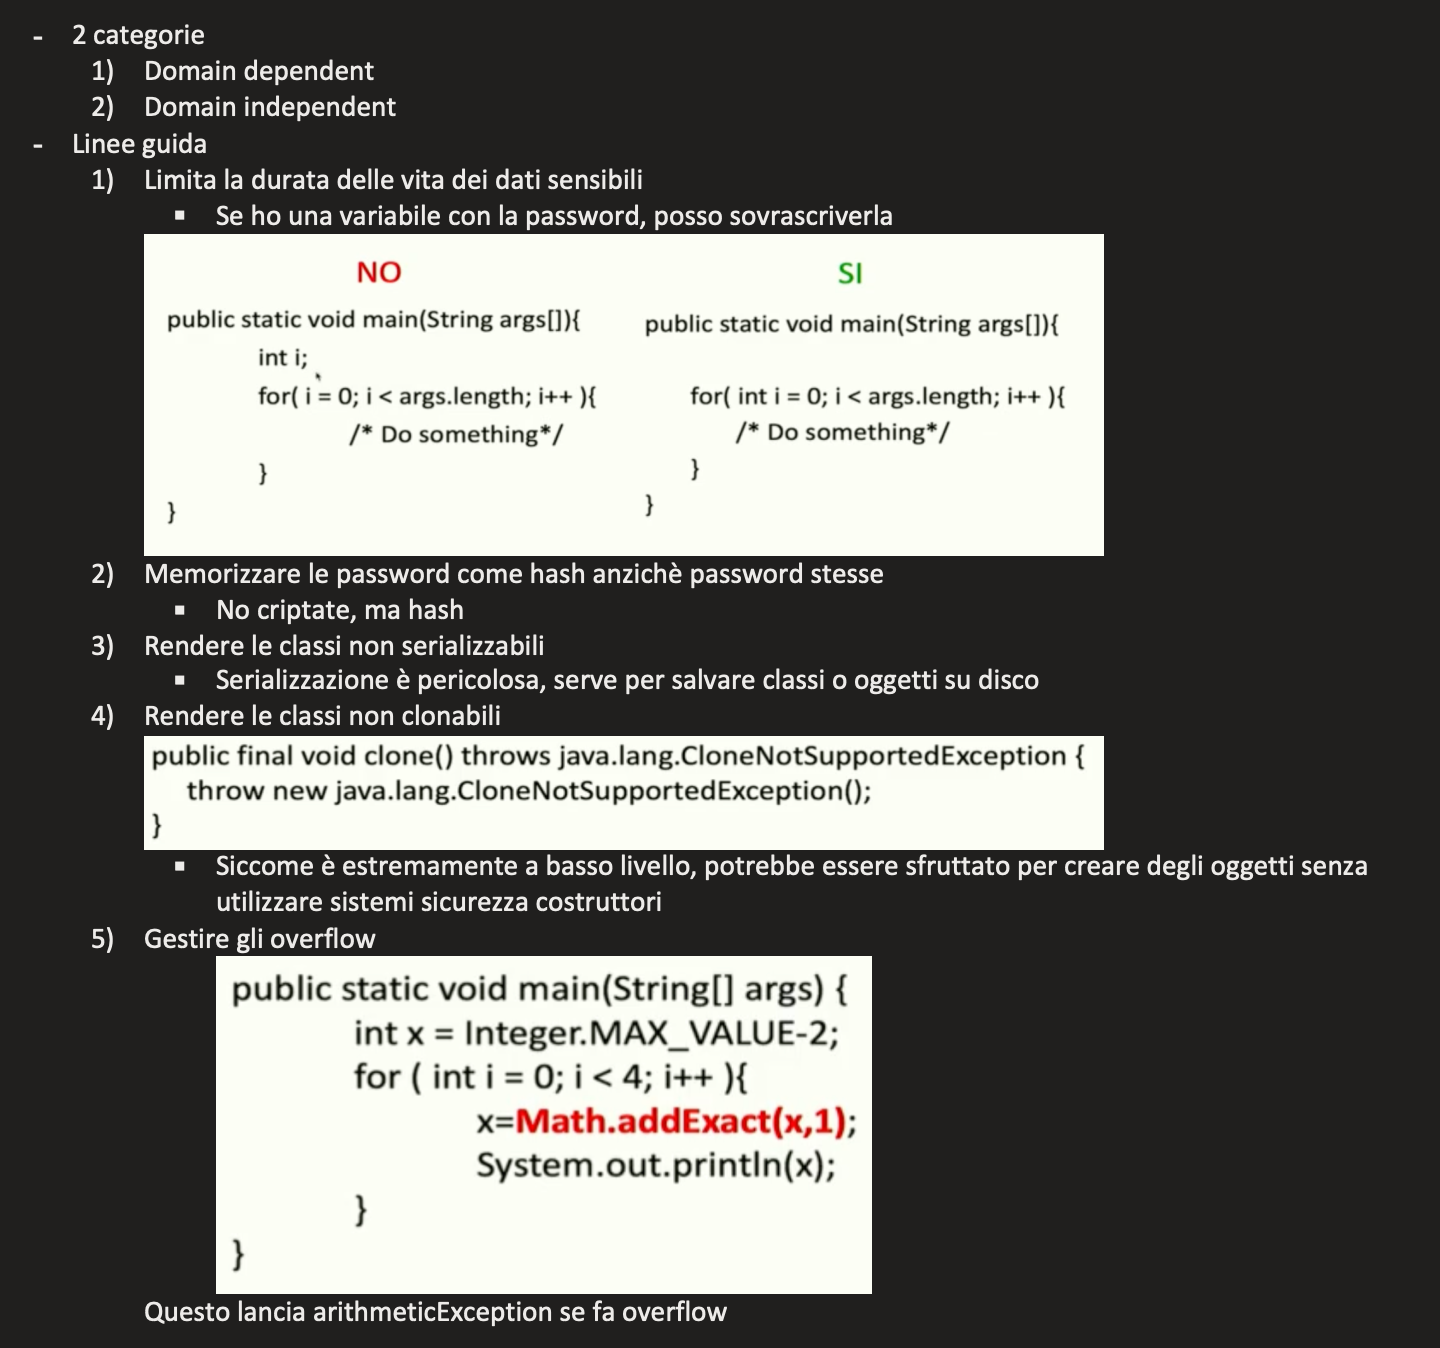 - 2 categorie
1) Domain dependent
2) Domain independent
- Linee guida
1) Limita la durata delle vita dei dati sensibili
▪ Se ho una variabile con la password, posso sovrascriverla
NO
public static void main(String args[]){
int i;
for( i = 0; i < args.length; i++ ){
/* Do something*/
}
}
SI
public static void main(String args[]){
for( int i = 0; i < args.length; i++ ){
/* Do something*/
}
}
2) Memorizzare le password come hash anzichè password stesse
▪ No criptate, ma hash
3) Rendere le classi non serializzabili
▪ Serializzazione è pericolosa, serve per salvare classi o oggetti su disco
4) Rendere le classi non clonabili
public final void clone() throws java.lang.CloneNotSupportedException {
throw new java.lang.CloneNotSupportedException();
}
▪ Siccome è estremamente a basso livello, potrebbe essere sfruttato per creare degli oggetti senza
utilizzare sistemi sicurezza costruttori
5) Gestire gli overflow
public static void main(String[] args) {
int x = Integer.MAX_VALUE-2;
for ( int i = 0; i < 4; i++ ){
x=Math.addExact(x,1);
System.out.println(x);
}
}
Questo lancia arithmeticException se fa overflow